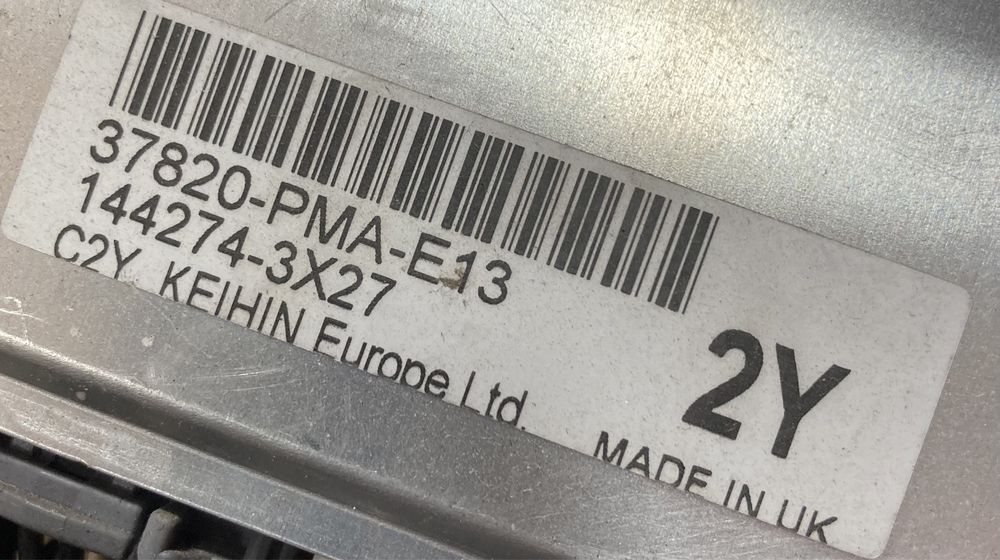 37820-PMA-E13
144274-3X27
C2Y KEIHIN Europe Ltd.
2Y
MADE IN UK